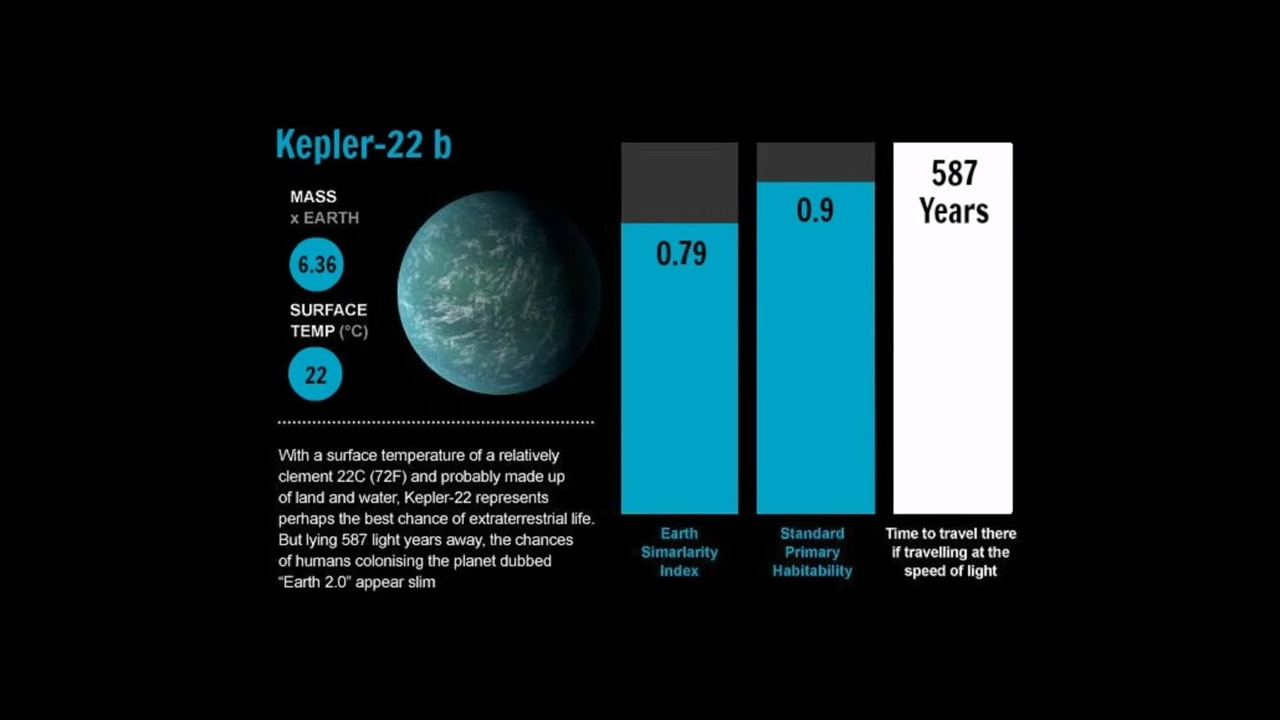 Kepler-22 b
MASS
x EARTH
6.36
SURFACE
TEMP (°C)
22
With a surface temperature of a relatively
clement 22C (72F) and probably made up
of land and water, Kepler-22 represents
perhaps the best chance of extraterrestrial life.
But lying 587 light years away, the chances
of humans colonising the planet dubbed
“Earth 2.0” appear slim
0.79
Earth
Simarlarity
Index
0.9
Standard
Primary
Habitability
587
Years
Time to travel there
if travelling at the
speed of light